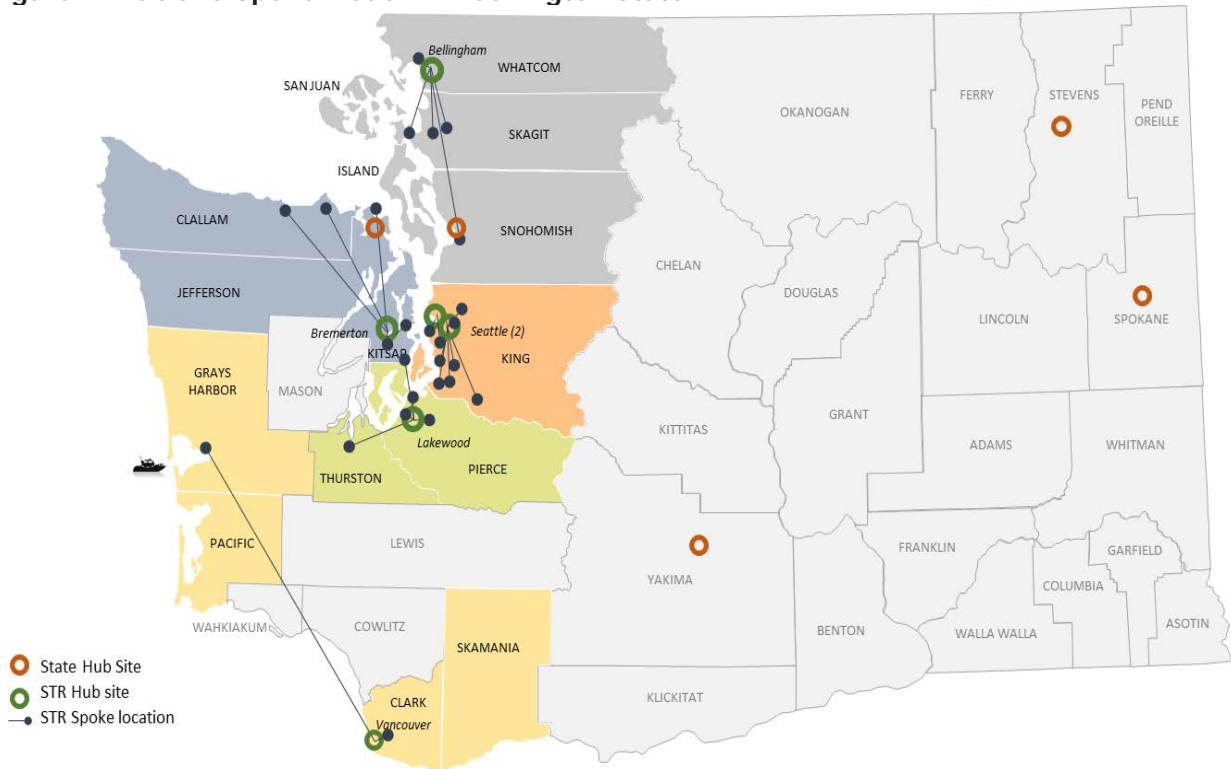 Bellingham
WHATCOM
SAN JUAN
SKAGIT
ISLAND
SNOHOMISH
CLALLAM
JEFFERSON
Bremerton
KITSAP
Seattle (2)
KING
GRAYS
HARBOR
MASON
Lakewood
THURSTON
PIERCE
PACIFIC
LEWIS
WAHKIAKUM
COWLITZ
SKAMANIA
CLARK
Vancouver
OKANOGAN
FERRY
STEVENS
PEND
OREILLE
CHELAN
DOUGLAS
LINCOLN
SPOKANE
KITTITAS
GRANT
ADAMS
WHITMAN
YAKIMA
FRANKLIN
GARFIELD
COLUMBIA
BENTON
WALLA WALLA
ASOTIN
KLICKITAT
State Hub Site
STR Hub site
STR Spoke location